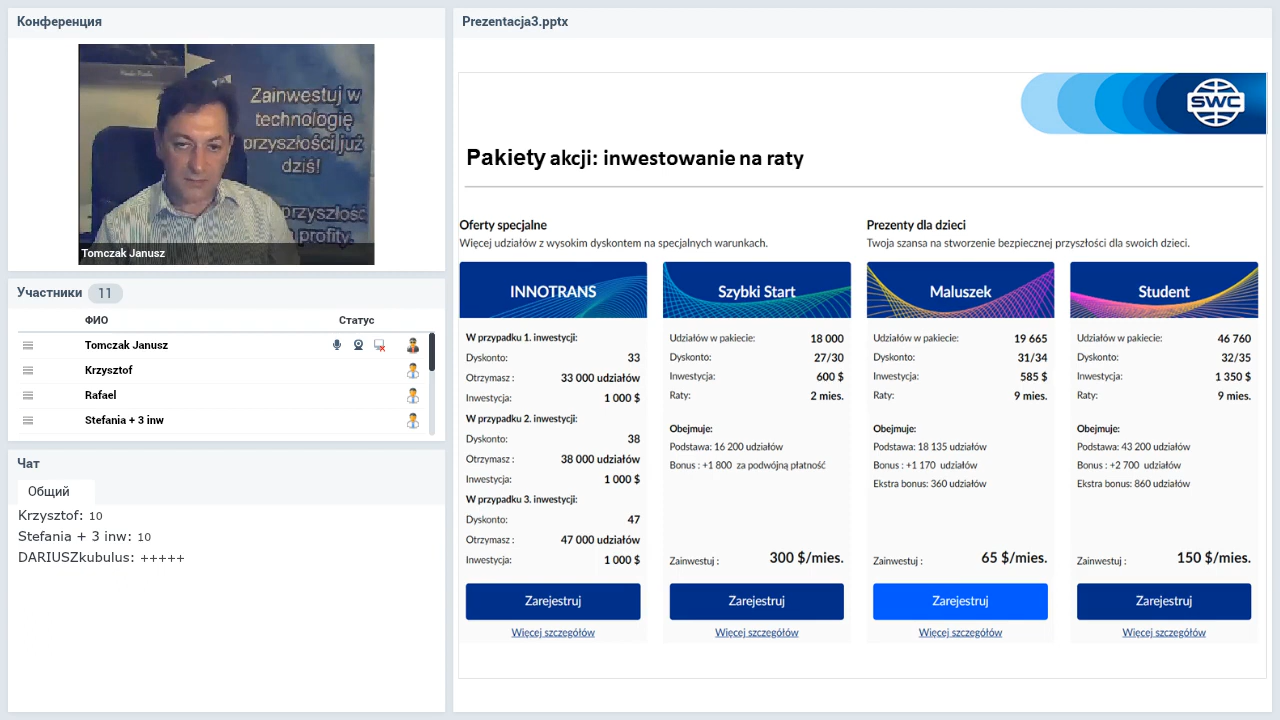 Конференция
Zainwestuj w
technologię
przyszłości już
dziś!
przyszłość
profity.
Tomczak Janusz
Участники 11
ФИО Статус
Tomczak Janusz
Krzysztof
Rafael
Stefania + 3 inw
Чат
Общий
Krzysztof: 10
Stefania + 3 inw: 10
DARIUSZkubulus: +++++
Prezentacja3.pptx
SWC
Pakiety akcji: inwestowanie na raty
Oferty specjalne
Więcej udziałów z wysokim dyskontem na specjalnych warunkach.
Prezenty dla dzieci
Twoja szansa na stworzenie bezpiecznej przyszłości dla swoich dzieci.
INNOTRANS
W przypadku 1. inwestycji:
Dyskonto: 33
Otrzymasz : 33 000 udziałów
Inwestycja: 1 000 $
W przypadku 2. inwestycji:
Dyskonto: 38
Otrzymasz : 38 000 udziałów
Inwestycja: 1 000 $
W przypadku 3. inwestycji:
Dyskonto: 47
Otrzymasz : 47 000 udziałów
Inwestycja: 1 000 $
Zarejestruj
Więcej szczegółów
Szybki Start
Udziałów w pakiecie: 18 000
Dyskonto: 27/30
Inwestycja: 600 $
Raty: 2 mies.
Obejmuje:
Podstawa: 16 200 udziałów
Bonus : +1 800 za podwójną płatność
Zainwestuj : 300 $/mies.
Zarejestruj
Więcej szczegółów
Maluszek
Udziałów w pakiecie: 19 665
Dyskonto: 31/34
Inwestycja: 585 $
Raty: 9 mies.
Obejmuje:
Podstawa: 18 135 udziałów
Bonus : +1 170 udziałów
Ekstra bonus: 360 udziałów
Zainwestuj : 65 $/mies.
Zarejestruj
Więcej szczegółów
Student
Udziałów w pakiecie: 46 760
Dyskonto: 32/35
Inwestycja: 1 350 $
Raty: 9 mies.
Obejmuje:
Podstawa: 43 200 udziałów
Bonus : +2 700 udziałów
Ekstra bonus: 860 udziałów
Zainwestuj : 150 $/mies.
Zarejestruj
Więcej szczegółów